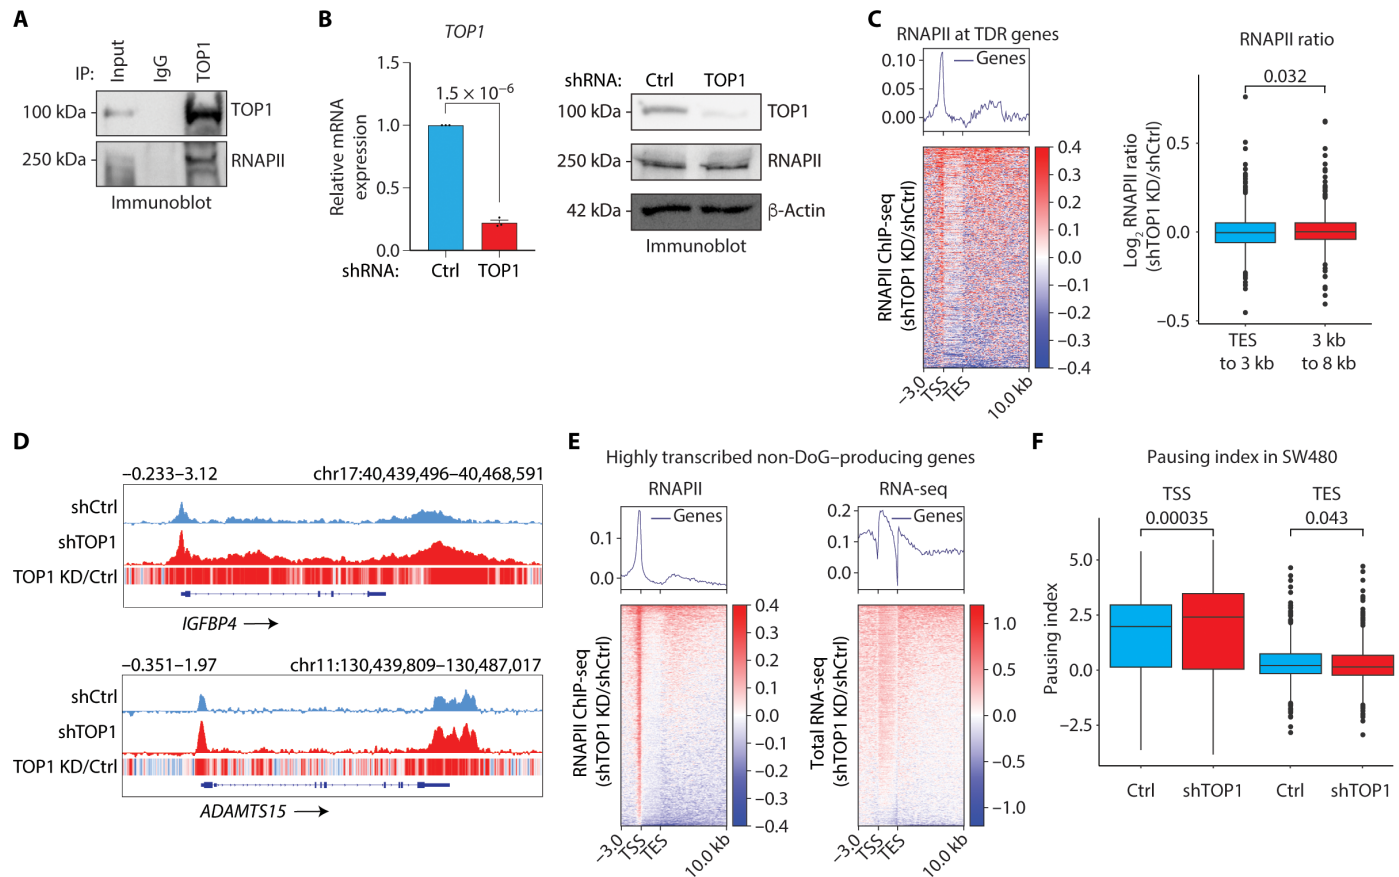 A
IP:
Input
IgG
TOP1
100 kDa
TOP1
250 kDa
RNAPII
Immunoblot
B
TOP1
1.5
1.0
0.5
0.0
Relative mRNA
expression
1.5 × 10⁻⁶
shRNA:
Ctrl
TOP1
shRNA:
Ctrl
TOP1
100 kDa
TOP1
250 kDa
RNAPII
42 kDa
β-Actin
Immunoblot
C
RNAPII at TDR genes
0.10
0.05
0.00
Genes
RNAPII ChIP-seq
(shTOP1 KD/shCtrl)
0.4
0.3
0.2
0.1
0.0
−0.1
−0.2
−0.3
−0.4
−3.0
TSS
TES
10.0 kb
RNAPII ratio
0.032
Log₂ RNAPII ratio
(shTOP1 KD/shCtrl)
0.5
0.0
−0.5
TES
to 3 kb
3 kb
to 8 kb
D
−0.233–3.12
chr17:40,439,496–40,468,591
shCtrl
shTOP1
TOP1 KD/Ctrl
IGFBP4
−0.351–1.97
chr11:130,439,809–130,487,017
shCtrl
shTOP1
TOP1 KD/Ctrl
ADAMTS15
E
Highly transcribed non-DoG–producing genes
RNAPII
0.1
0.0
Genes
RNAPII ChIP-seq
(shTOP1 KD/shCtrl)
0.4
0.3
0.2
0.1
0.0
−0.1
−0.2
−0.3
−0.4
−3.0
TSS
TES
10.0 kb
RNA-seq
0.2
0.1
0.0
Genes
Total RNA-seq
(shTOP1 KD/shCtrl)
1.0
0.5
0.0
−0.5
−1.0
−3.0
TSS
TES
10.0 kb
F
Pausing index in SW480
TSS
TES
0.00035
0.043
Pausing index
5.0
2.5
0.0
−2.5
Ctrl
shTOP1
Ctrl
shTOP1